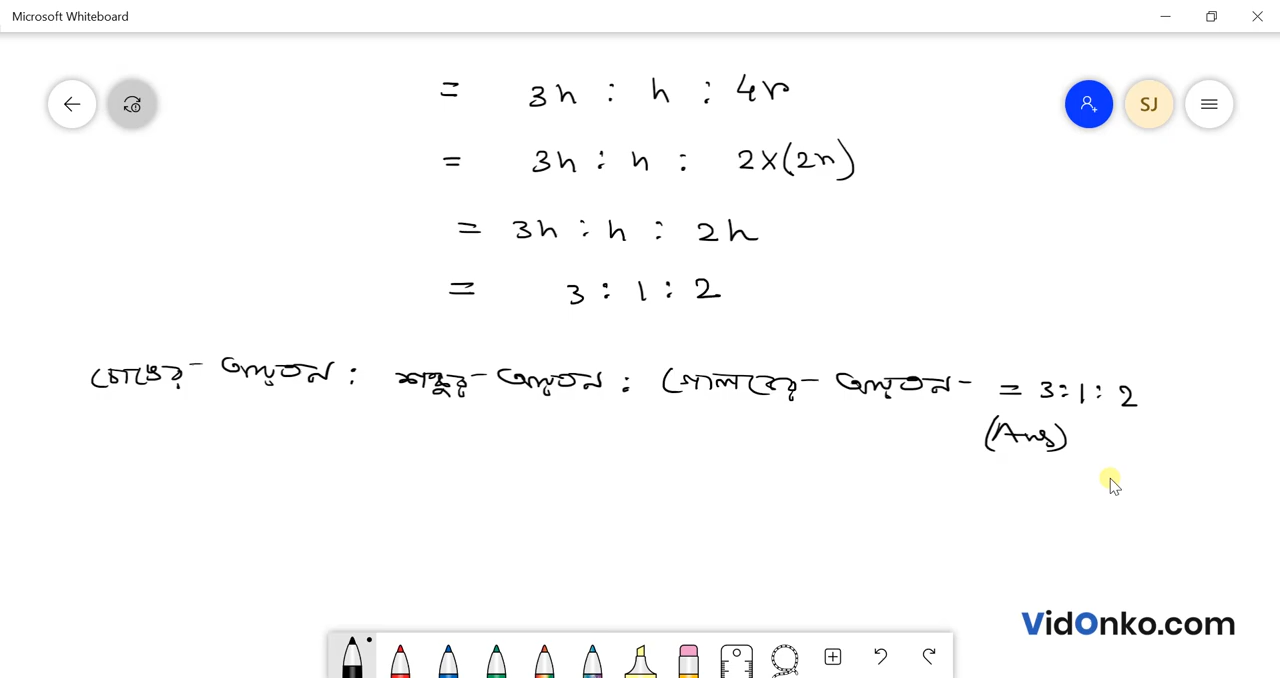 Microsoft Whiteboard
= 3h : h : 4r
SJ
= 3h : h : 2×(2r)
= 3h : h : 2h
= 3 : 1 : 2
চোঙের আয়তন : শঙ্কুর আয়তন : গোলকের আয়তন = 3:1:2
(Ans)
VidOnko.com